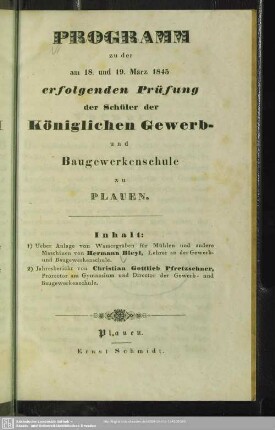 PROGRAMM
zu der
am 18. und 19. März 1845
erfolgenden Prüfung
der Schüler der
Königlichen Gewerb-
und
Baugewerkenschule
zu
PLAUEN.
Inhalt:
1) Ueber Anlage von Wassergraben für Mühlen und andere
Maschinen von Hermann Bleyl, Lehrer an der Gewerb-
und Baugewerkenschule.
2) Jahresbericht von Christian Gottlieb Pfretzschner,
Prorector am Gymnasium und Director der Gewerb- und
Baugewerkenschule.
Plauen.
Ernst Schmidt.